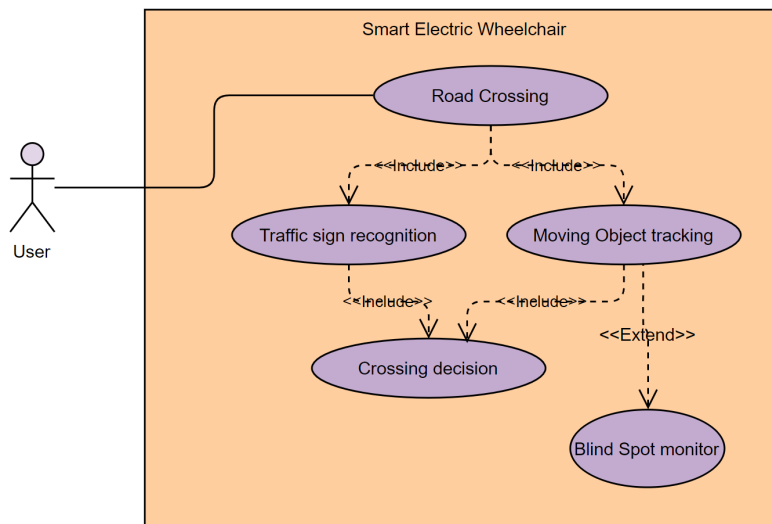 Smart Electric Wheelchair
Road Crossing
<<Include>>
<<Include>>
Traffic sign recognition
Moving Object tracking
User
<<Include>>
<<Include>>
<<Extend>>
Crossing decision
Blind Spot monitor